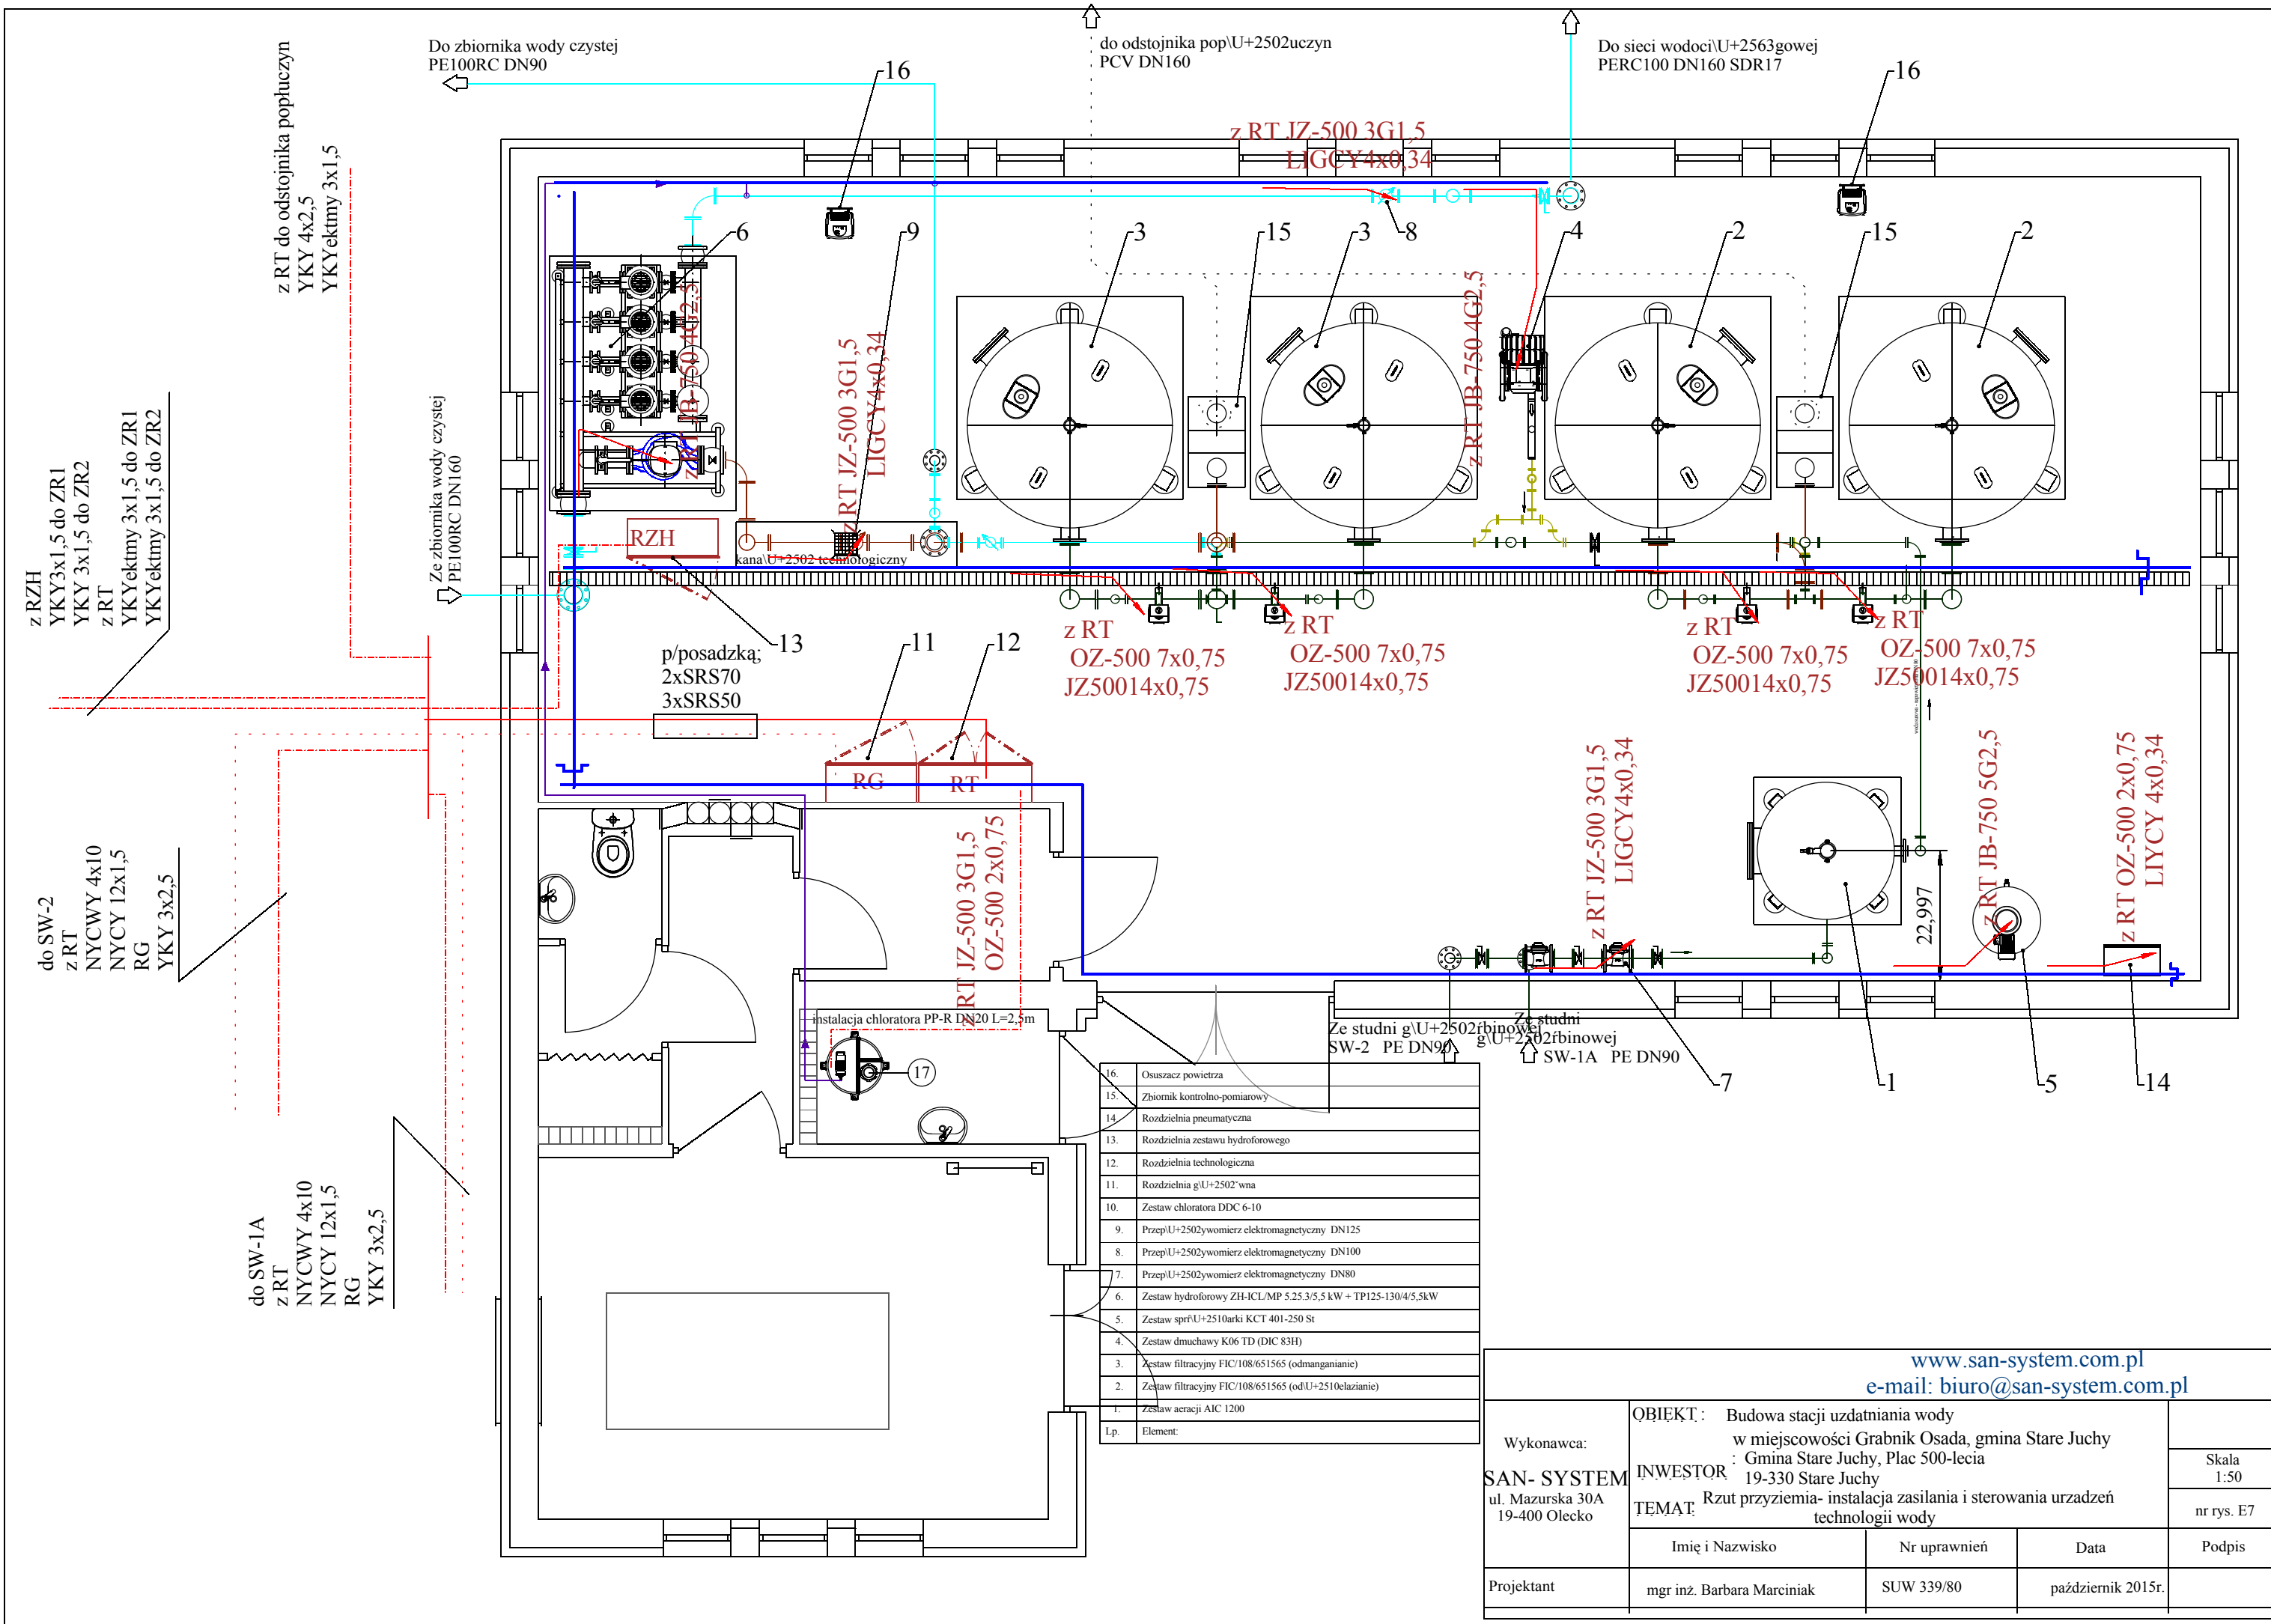 Do zbiornika wody czystej
PE100RC DN90
do odstojnika pop\U+2502uczyn
PCV DN160
Do sieci wodoci\U+2563gowej
PERC100 DN160 SDR17
16
16
z RT do odstojnika popłuczyn
YKY 4x2,5
YKYektmy 3x1,5
z RT JZ-500 3G1,5
LIGCY4x0,34
6
9
3
15
3
8
4
2
15
2
z RT JB-750 4G2,5
z RT JZ-500 3G1,5
LIGCY4x0,34
z RT JB-750 4G2,5
z RZH
YKY3x1,5 do ZR1
YKY 3x1,5 do ZR2
z RT
YKYektmy 3x1,5 do ZR1
YKYektmy 3x1,5 do ZR2
Ze zbiornika wody czystej
PE100RC DN160
RZH
kana\U+2502 technologiczny
13
11
12
p/posadzką;
2xSRS70
3xSRS50
z RT
OZ-500 7x0,75
JZ50014x0,75
z RT
OZ-500 7x0,75
JZ50014x0,75
z RT
OZ-500 7x0,75
JZ50014x0,75
z RT
OZ-500 7x0,75
JZ50014x0,75
RG
RT
z RT JZ-500 3G1,5
OZ-500 2x0,75
z RT JZ-500 3G1,5
LIGCY4x0,34
22,997
z RT JB-750 5G2,5
z RT OZ-500 2x0,75
LIYCY 4x0,34
do SW-2
z RT
NYCWY 4x10
NYCY 12x1,5
RG
YKY 3x2,5
do SW-1A
z RT
NYCWY 4x10
NYCY 12x1,5
RG
YKY 3x2,5
instalacja chloratora PP-R DN20 L=2,5m
17
Ze studni g\U+2502rbinowej
SW-2 PE DN90
Ze studni
g\U+2502rbinowej
SW-1A PE DN90
7
1
5
14
16. Osuszacz powietrza
15. Zbiornik kontrolno-pomiarowy
14. Rozdzielnia pneumatyczna
13. Rozdzielnia zestawu hydroforowego
12. Rozdzielnia technologiczna
11. Rozdzielnia g\U+2502ˇwna
10. Zestaw chloratora DDC 6-10
9. Przep\U+2502ywomierz elektromagnetyczny DN125
8. Przep\U+2502ywomierz elektromagnetyczny DN100
7. Przep\U+2502ywomierz elektromagnetyczny DN80
6. Zestaw hydroforowy ZH-ICL/MP 5.25.3/5,5 kW + TP125-130/4/5,5kW
5. Zestaw sprŕ\U+2510arki KCT 401-250 St
4. Zestaw dmuchawy K06 TD (DIC 83H)
3. Zestaw filtracyjny FIC/108/651565 (odmanganianie)
2. Zestaw filtracyjny FIC/108/651565 (od\U+2510elazianie)
1. Zestaw aeracji AIC 1200
Lp. Element:
www.san-system.com.pl
e-mail: biuro@san-system.com.pl
Wykonawca:
SAN- SYSTEM
ul. Mazurska 30A
19-400 Olecko
OBIEKT : Budowa stacji uzdatniania wody
w miejscowości Grabnik Osada, gmina Stare Juchy
INWESTOR : Gmina Stare Juchy, Plac 500-lecia
19-330 Stare Juchy
TEMAT: Rzut przyziemia- instalacja zasilania i sterowania urzadzeń
technologii wody
Skala
1:50
nr rys. E7
Imię i Nazwisko
Nr uprawnień
Data
Podpis
Projektant
mgr inż. Barbara Marciniak
SUW 339/80
październik 2015r.